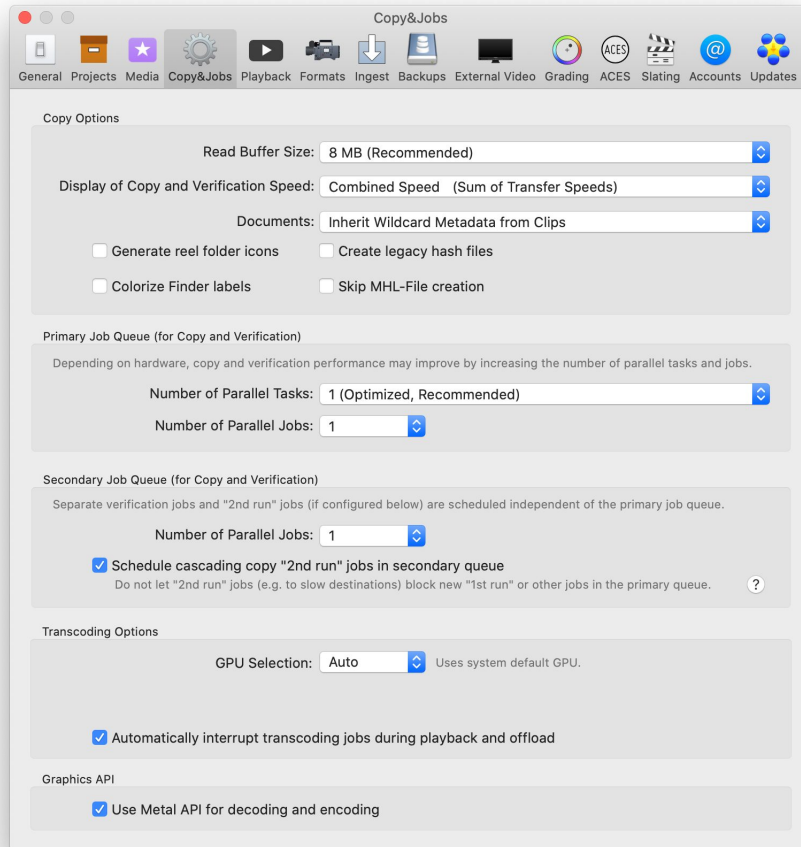 Copy&Jobs
ACES
@
General Projects Media Copy&Jobs Playback Formats Ingest Backups External Video Grading ACES Slating Accounts Updates
Copy Options
Read Buffer Size: 8 MB (Recommended)
Display of Copy and Verification Speed: Combined Speed (Sum of Transfer Speeds)
Documents: Inherit Wildcard Metadata from Clips
Generate reel folder icons Create legacy hash files
Colorize Finder labels Skip MHL-File creation
Primary Job Queue (for Copy and Verification)
Depending on hardware, copy and verification performance may improve by increasing the number of parallel tasks and jobs.
Number of Parallel Tasks: 1 (Optimized, Recommended)
Number of Parallel Jobs: 1
Secondary Job Queue (for Copy and Verification)
Separate verification jobs and "2nd run" jobs (if configured below) are scheduled independent of the primary job queue.
Number of Parallel Jobs: 1
Schedule cascading copy "2nd run" jobs in secondary queue
Do not let "2nd run" jobs (e.g. to slow destinations) block new "1st run" or other jobs in the primary queue. ?
Transcoding Options
GPU Selection: Auto Uses system default GPU.
Automatically interrupt transcoding jobs during playback and offload
Graphics API
Use Metal API for decoding and encoding